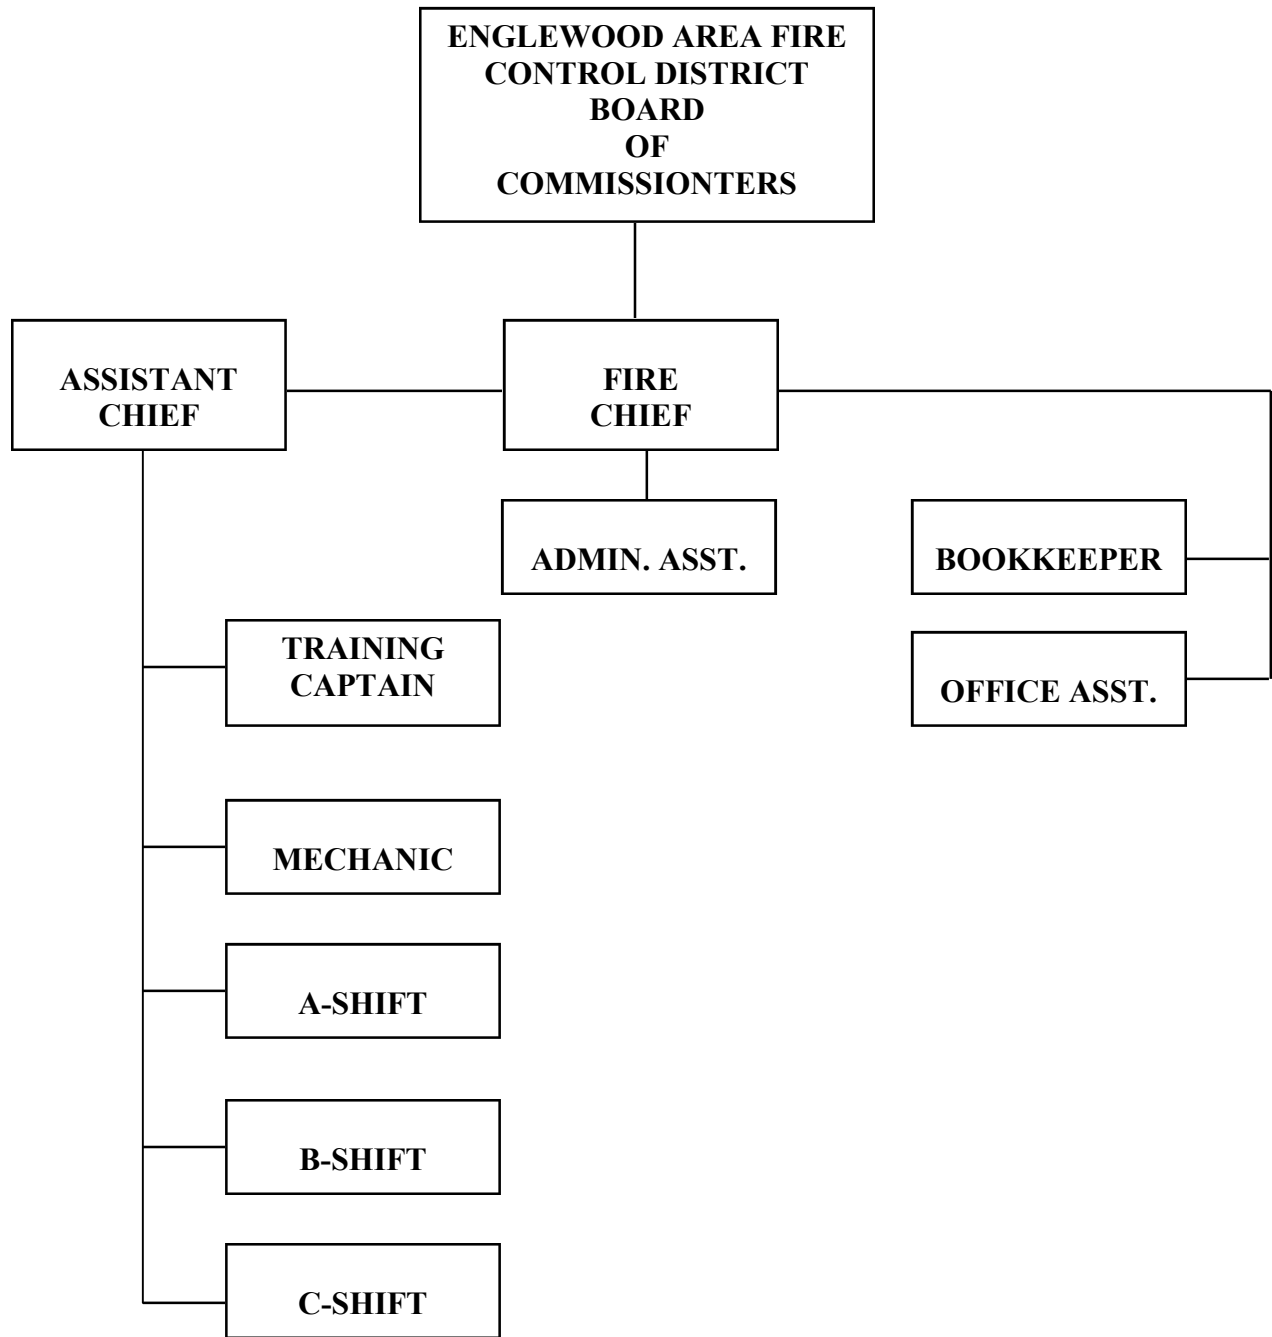 ENGLEWOOD AREA FIRE
CONTROL DISTRICT
BOARD
OF
COMMISSIONTERS
ASSISTANT
CHIEF
FIRE
CHIEF
ADMIN. ASST.
BOOKKEEPER
TRAINING
CAPTAIN
OFFICE ASST.
MECHANIC
A-SHIFT
B-SHIFT
C-SHIFT